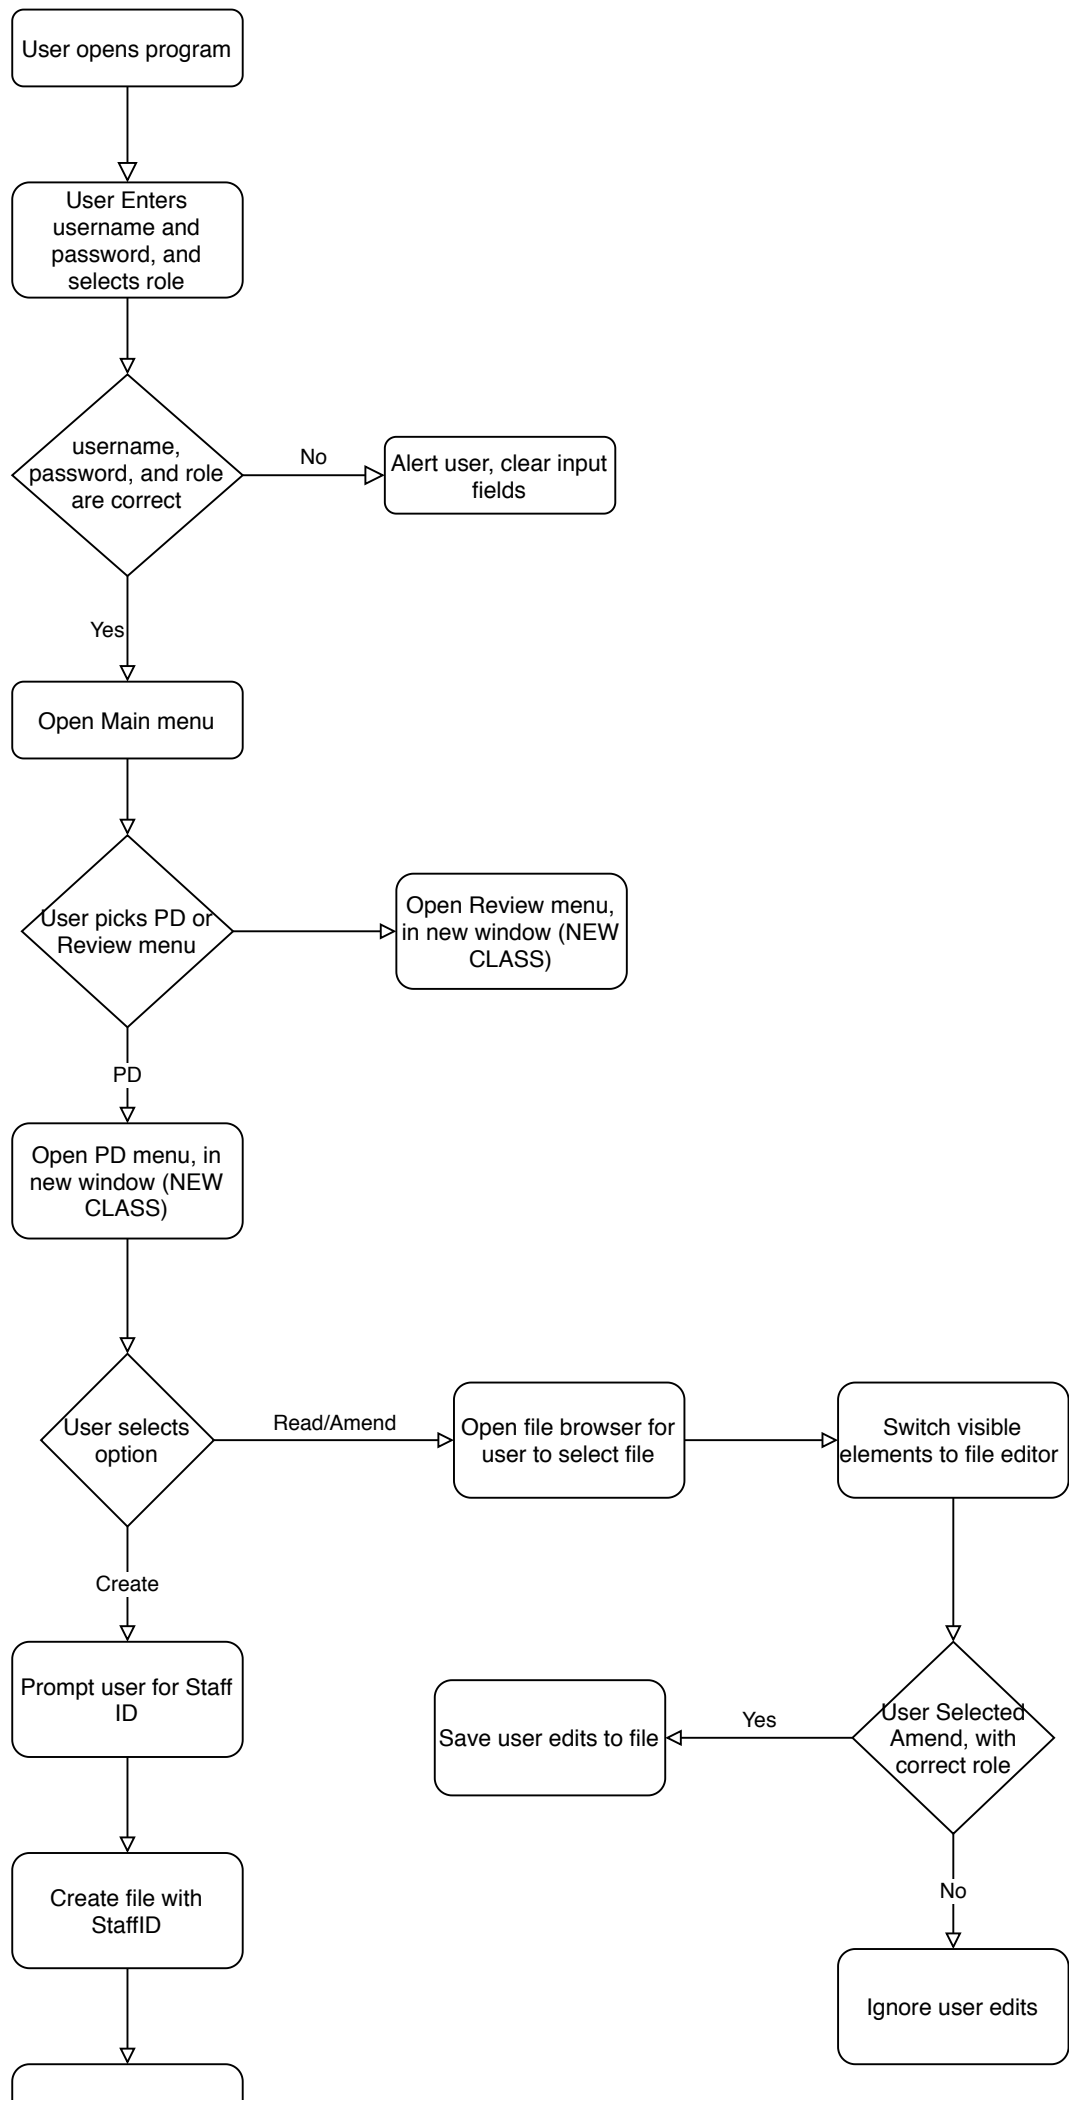 User opens program
User Enters
username and
password, and
selects role
username,
password, and role
are correct
No
Alert user, clear input
fields
Yes
Open Main menu
User picks PD or
Review menu
Open Review menu,
in new window (NEW
CLASS)
PD
Open PD menu, in
new window (NEW
CLASS)
User selects
option
Read/Amend
Open file browser for
user to select file
Switch visible
elements to file editor
Create
Prompt user for Staff
ID
User Selected
Amend, with
correct role
Yes
Save user edits to file
No
Create file with
StaffID
Ignore user edits